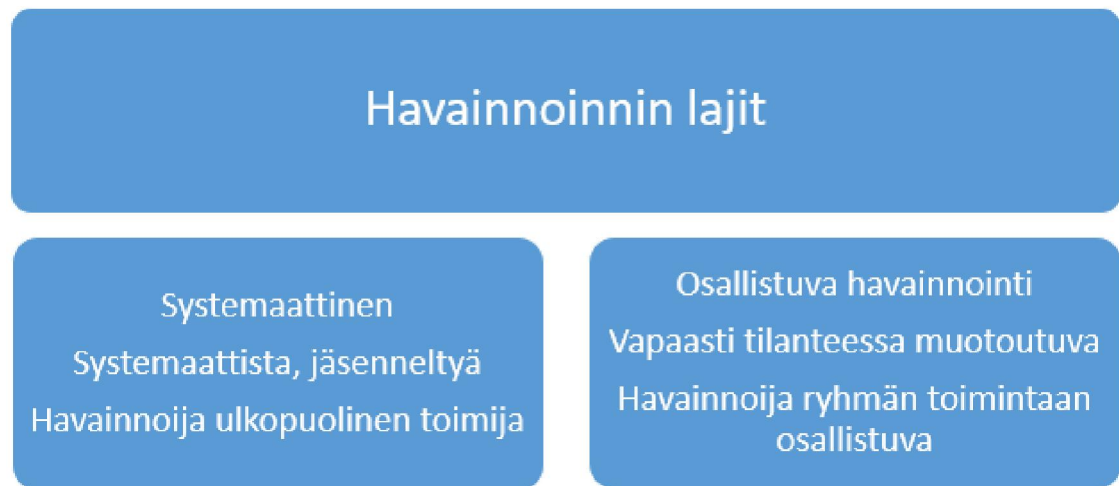 Havainnoinnin lajit
Systemaattinen
Systemaattista, jäsenneltyä
Havainnoija ulkopuolinen toimija
Osallistuva havainnointi
Vapaasti tilanteessa muotoutuva
Havainnoija ryhmän toimintaan
osallistuva